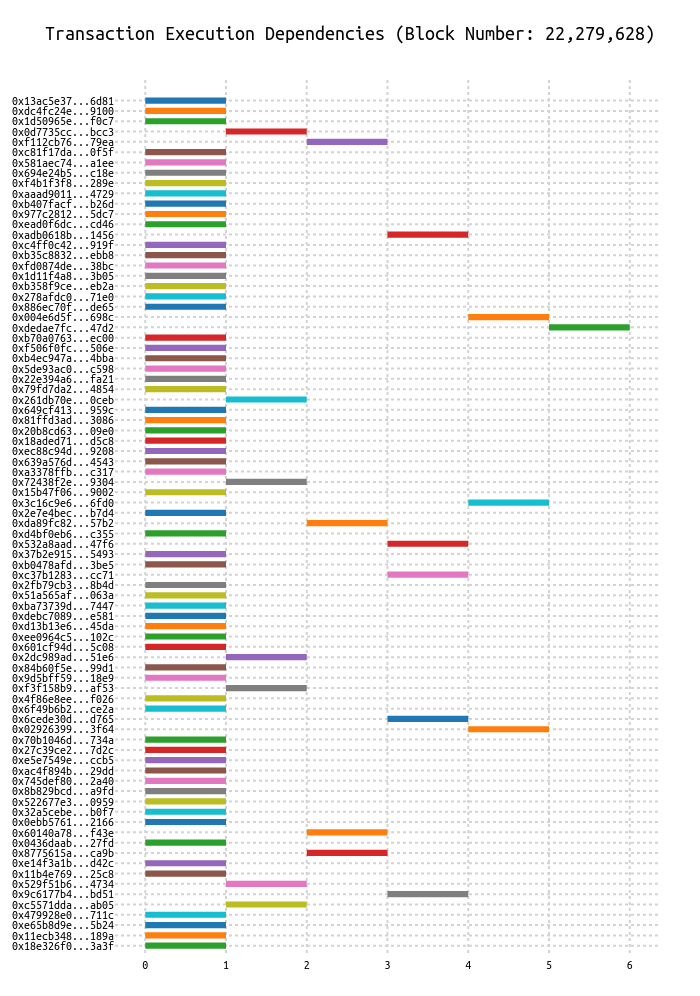 Transaction Execution Dependencies (Block Number: 22,279,628)
0x13ac5e37...6d81
0xdc4fc24e...9100
0x1d50965e...f0c7
0x0d7735cc...bcc3
0xf112cb76...79ea
0xc81f17da...0f5f
0x581aec74...a1ee
0x694e24b5...c18e
0xf4b1f3f8...289e
0xaaad9011...4729
0xb407facf...b26d
0x977c2812...5dc7
0xead0f6dc...cd46
0xadb0618b...1456
0xc4ff0c42...919f
0xb35c8832...ebb8
0xfd0874de...38bc
0x1d11f4a8...3b05
0xb358f9ce...eb2a
0x278afdc0...71e0
0x886ec70f...de65
0x004e6d5f...698c
0xdedae7fc...47d2
0xb70a0763...ec00
0xf506f0fc...506e
0xb4ec947a...4bba
0x5de93ac0...c598
0x22e394a6...fa21
0x79fd7da2...4854
0x261db70e...0ceb
0x649cf413...959c
0x81ffd3ad...3086
0x20b8cd63...09e0
0x18aded71...d5c8
0xec88c94d...9208
0x639a576d...4543
0xa3378ffb...c317
0x72438f2e...9304
0x15b47f06...9002
0x3c16c9e6...6fd0
0x2e7e4bec...b7d4
0xda89fc82...57b2
0xd4bf0eb6...c355
0x532a8aad...47f6
0x37b2e915...5493
0xb0478afd...3be5
0xc37b1283...cc71
0x2fb79cb3...8b4d
0x51a565af...063a
0xba73739d...7447
0xdebc7089...e581
0xd13b13e6...45da
0xee0964c5...102c
0x601cf94d...5c08
0x2dc989ad...51e6
0x84b60f5e...99d1
0x9d5bff59...18e9
0xf3f158b9...af53
0x4f86e8ee...f026
0x6f49b6b2...ce2a
0x6cede30d...d765
0x02926399...3f64
0x70b1046d...734a
0x27c39ce2...7d2c
0xe5e7549e...ccb5
0xac4f894b...29dd
0x745def80...2a40
0x8b829bcd...a9fd
0x522677e3...0959
0x32a5cebe...b0f7
0x0ebb5761...2166
0x60140a78...f43e
0x0436daab...27fd
0x8775615a...ca9b
0xe14f3a1b...d42c
0x11b4e769...25c8
0x529f51b6...4734
0x9c6177b4...bd51
0xc5571dda...ab05
0x479928e0...711c
0xe65b8d9e...5b24
0x11ecb348...189a
0x18e326f0...3a3f
0 1 2 3 4 5 6